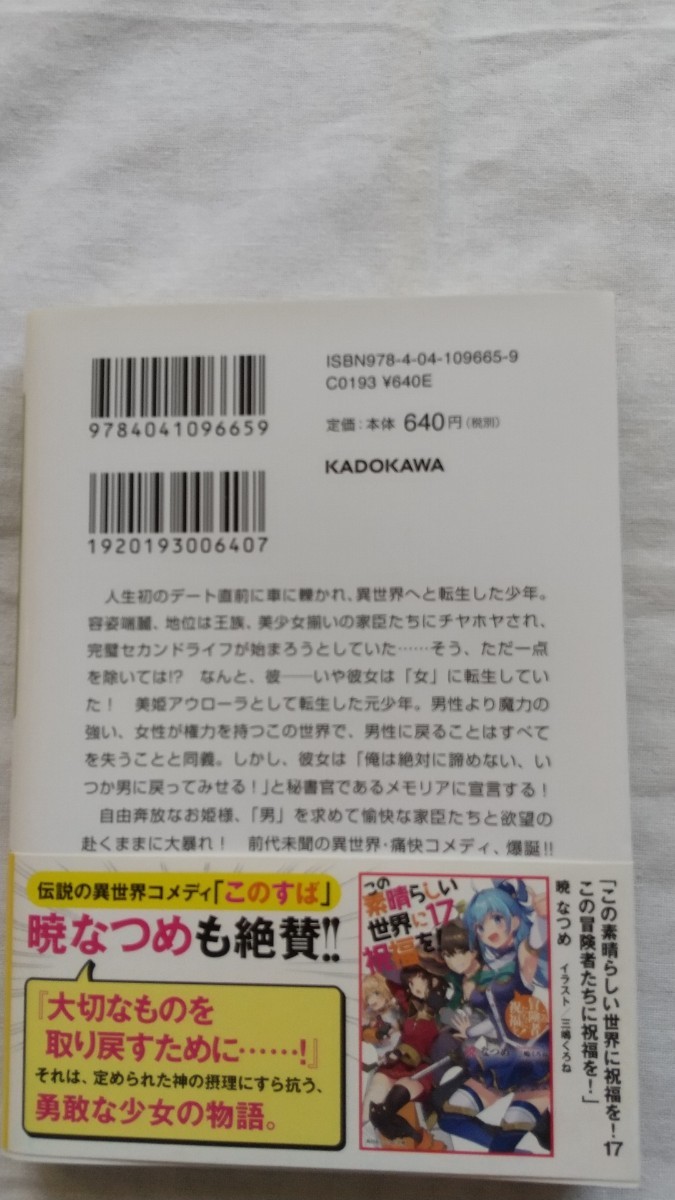 ISBN978-4-04-109665-9
C0193 ¥640E
定価：本体640円（税別）
KADOKAWA
9784041096659
1920193006407
人生初のデート直前に車に轢かれ、異世界へと転生した少年。
容姿端麗、地位は王族、美少女揃いの家臣たちにチヤホヤされ、
完璧セカンドライフが始まろうとしていた……そう、ただ一点
を除いては!?　なんと、彼――いや彼女は「女」に転生してい
た！　美姫アウローラとして転生した元少年。男性より魔力の
強い、女性が権力を持つこの世界で、男性に戻ることはすべて
を失うことと同義。しかし、彼女は「俺は絶対に諦めない、い
つか男に戻ってみせる！」と秘書官であるメモリアに宣言する！
自由奔放なお姫様、「男」を求めて愉快な家臣たちと欲望の
赴くままに大暴れ！　前代未聞の異世界・痛快コメディ、爆誕!!
伝説の異世界コメディ「このすば」
暁なつめも絶賛!!
『大切なものを
取り戻すために……！』
それは、定められた神の摂理にすら抗う、
勇敢な少女の物語。
この
素晴らしい
世界に
祝福を！
17
「この素晴らしい世界に祝福を！17
この冒険者たちに祝福を！」
暁 なつめ　イラスト／三嶋くろね